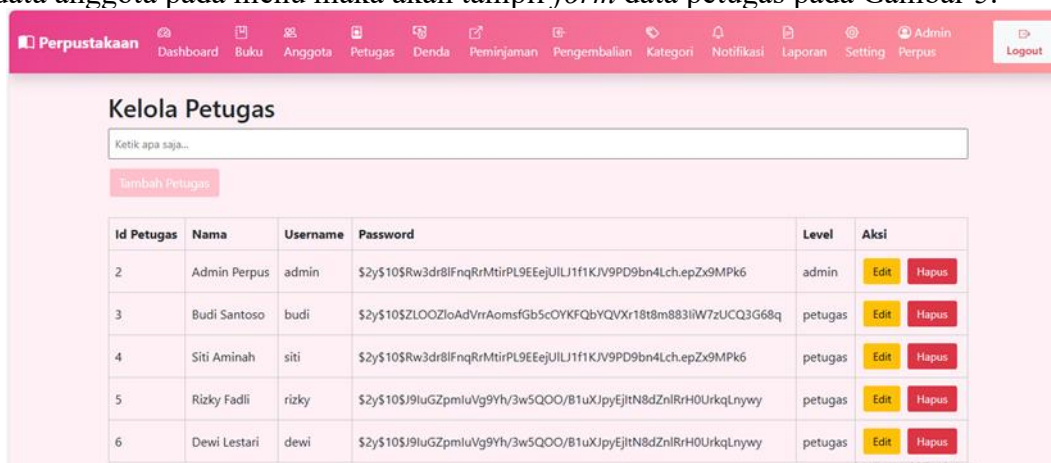 data anggota pada menu maka akan tampil form data petugas pada Gambar 5.
Perpustakaan Dashboard Buku Anggota Petugas Denda Peminjaman Pengembalian Kategori Notifikasi Laporan Setting Admin Perpus Logout
Kelola Petugas
Ketik apa saja...
Tambah Petugas
Id Petugas Nama Username Password Level Aksi
2 Admin Perpus admin $2y$10$Rw3dr8lFnqRrMtirPL9EEejUlLJ1f1KJV9PD9bn4Lch.epZx9MPk6 admin Edit Hapus
3 Budi Santoso budi $2y$10$ZLOOZloAdVrrAomsfGb5cOYKFQbYQVXr18t8m883IiW7zUCQ3G68q petugas Edit Hapus
4 Siti Aminah siti $2y$10$Rw3dr8lFnqRrMtirPL9EEejUlLJ1f1KJV9PD9bn4Lch.epZx9MPk6 petugas Edit Hapus
5 Rizky Fadli rizky $2y$10$J9IuGZpmIuVg9Yh/3w5QOO/B1uXJpyEjItN8dZnlRrH0UrkqLnywy petugas Edit Hapus
6 Dewi Lestari dewi $2y$10$J9IuGZpmIuVg9Yh/3w5QOO/B1uXJpyEjItN8dZnlRrH0UrkqLnywy petugas Edit Hapus